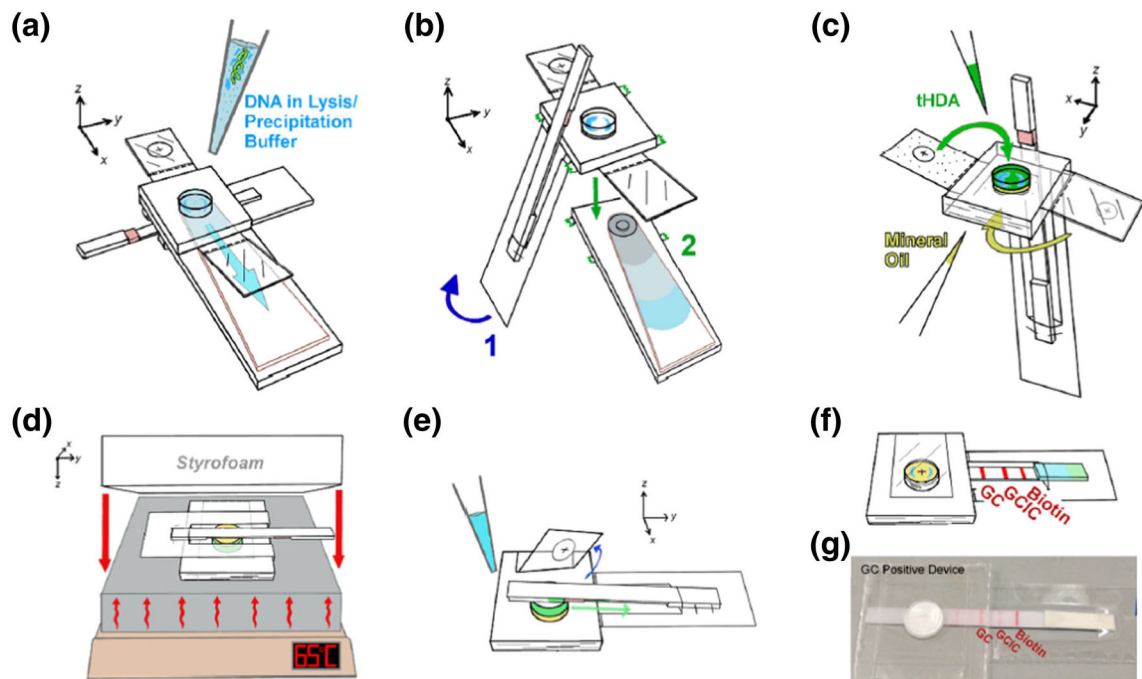 (a)
DNA in Lysis/
Precipitation
Buffer
z
y
x
(b)
z
y
x
1
2
(c)
tHDA
z
x
y
Mineral
Oil
(d)
x
y
z
Styrofoam
65°C
(e)
z
y
x
(f)
GC
GCIC
Biotin
(g)
GC Positive Device
GC
GCIC
Biotin